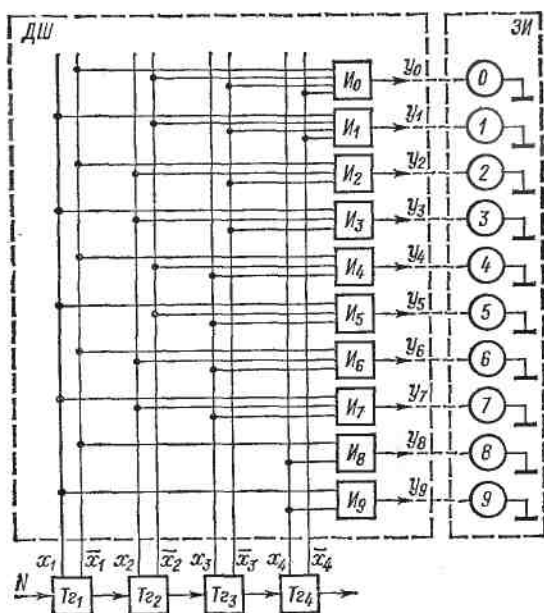 ДШ ЗИ
И₀ y₀ 0
И₁ y₁ 1
И₂ y₂ 2
И₃ y₃ 3
И₄ y₄ 4
И₅ y₅ 5
И₆ y₆ 6
И₇ y₇ 7
И₈ y₈ 8
И₉ y₉ 9
x₁ x̄₁ x₂ x̄₂ x₃ x̄₃ x₄ x̄₄
N Тг₁ Тг₂ Тг₃ Тг₄